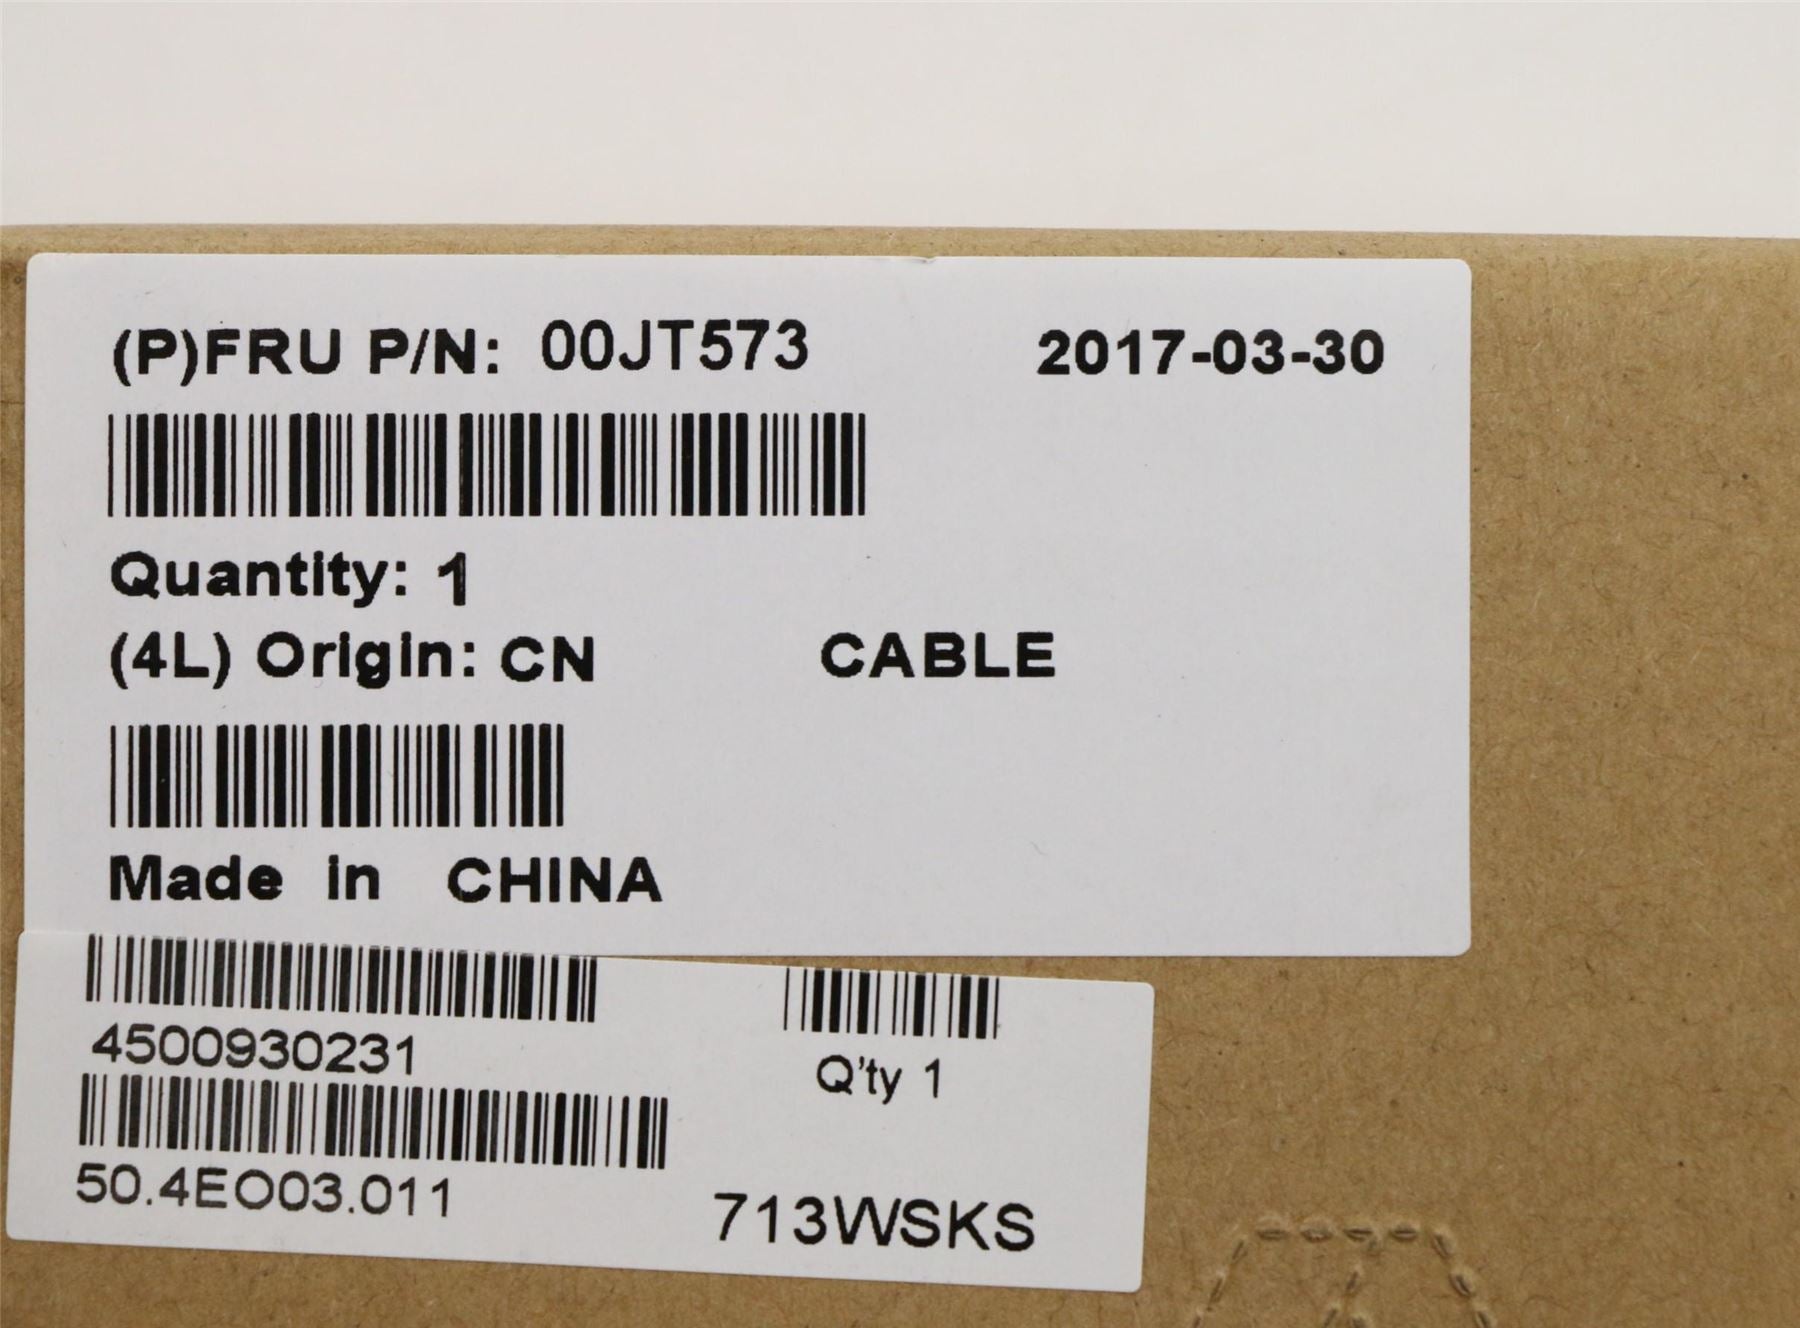 (P)FRU P/N: 00JT573 2017-03-30
Quantity: 1
(4L) Origin: CN CABLE
Made in CHINA
4500930231
Q'ty 1
50.4EO03.011
713WSKS